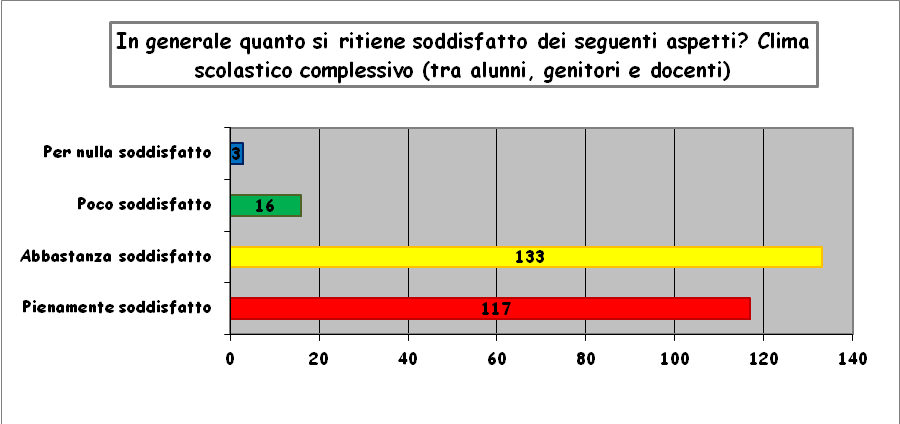 In generale quanto si ritiene soddisfatto dei seguenti aspetti? Clima
scolastico complessivo (tra alunni, genitori e docenti)
Per nulla soddisfatto
3
Poco soddisfatto
16
Abbastanza soddisfatto
133
Pienamente soddisfatto
117
0 20 40 60 80 100 120 140